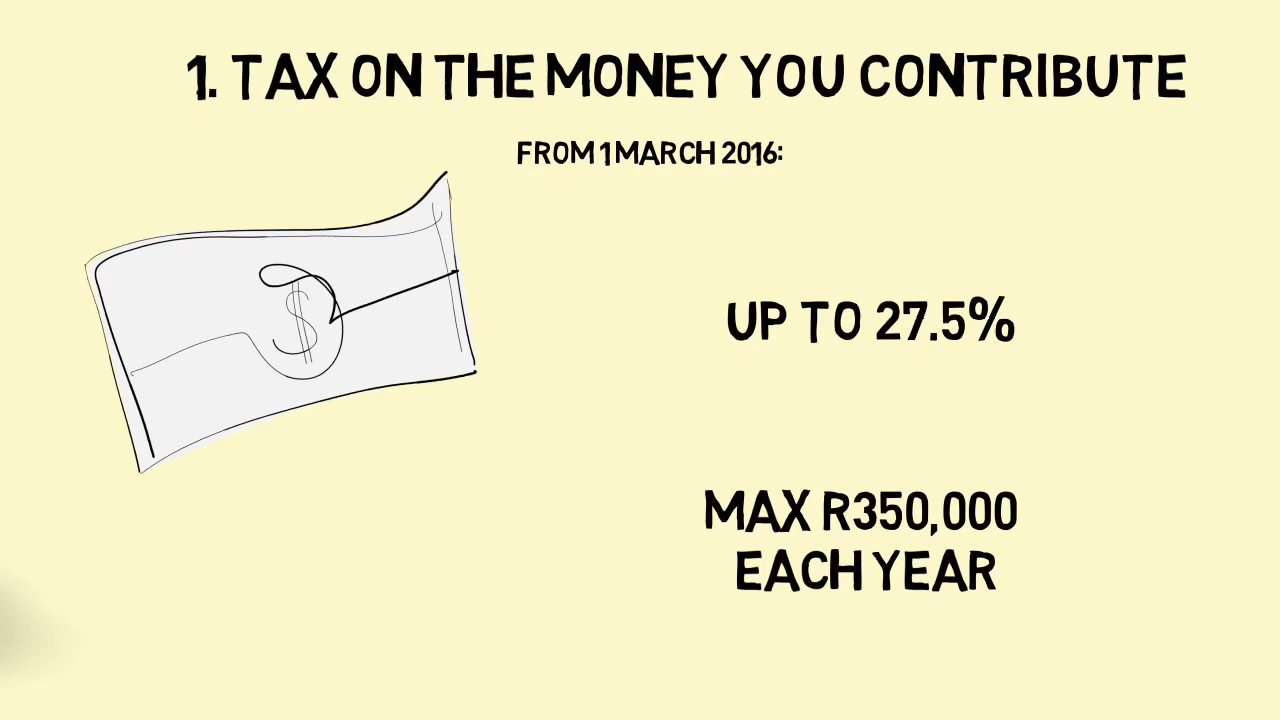 1. TAX ON THE MONEY YOU CONTRIBUTE
FROM 1 MARCH 2016:
$
UP TO 27.5%
MAX R350,000
EACH YEAR